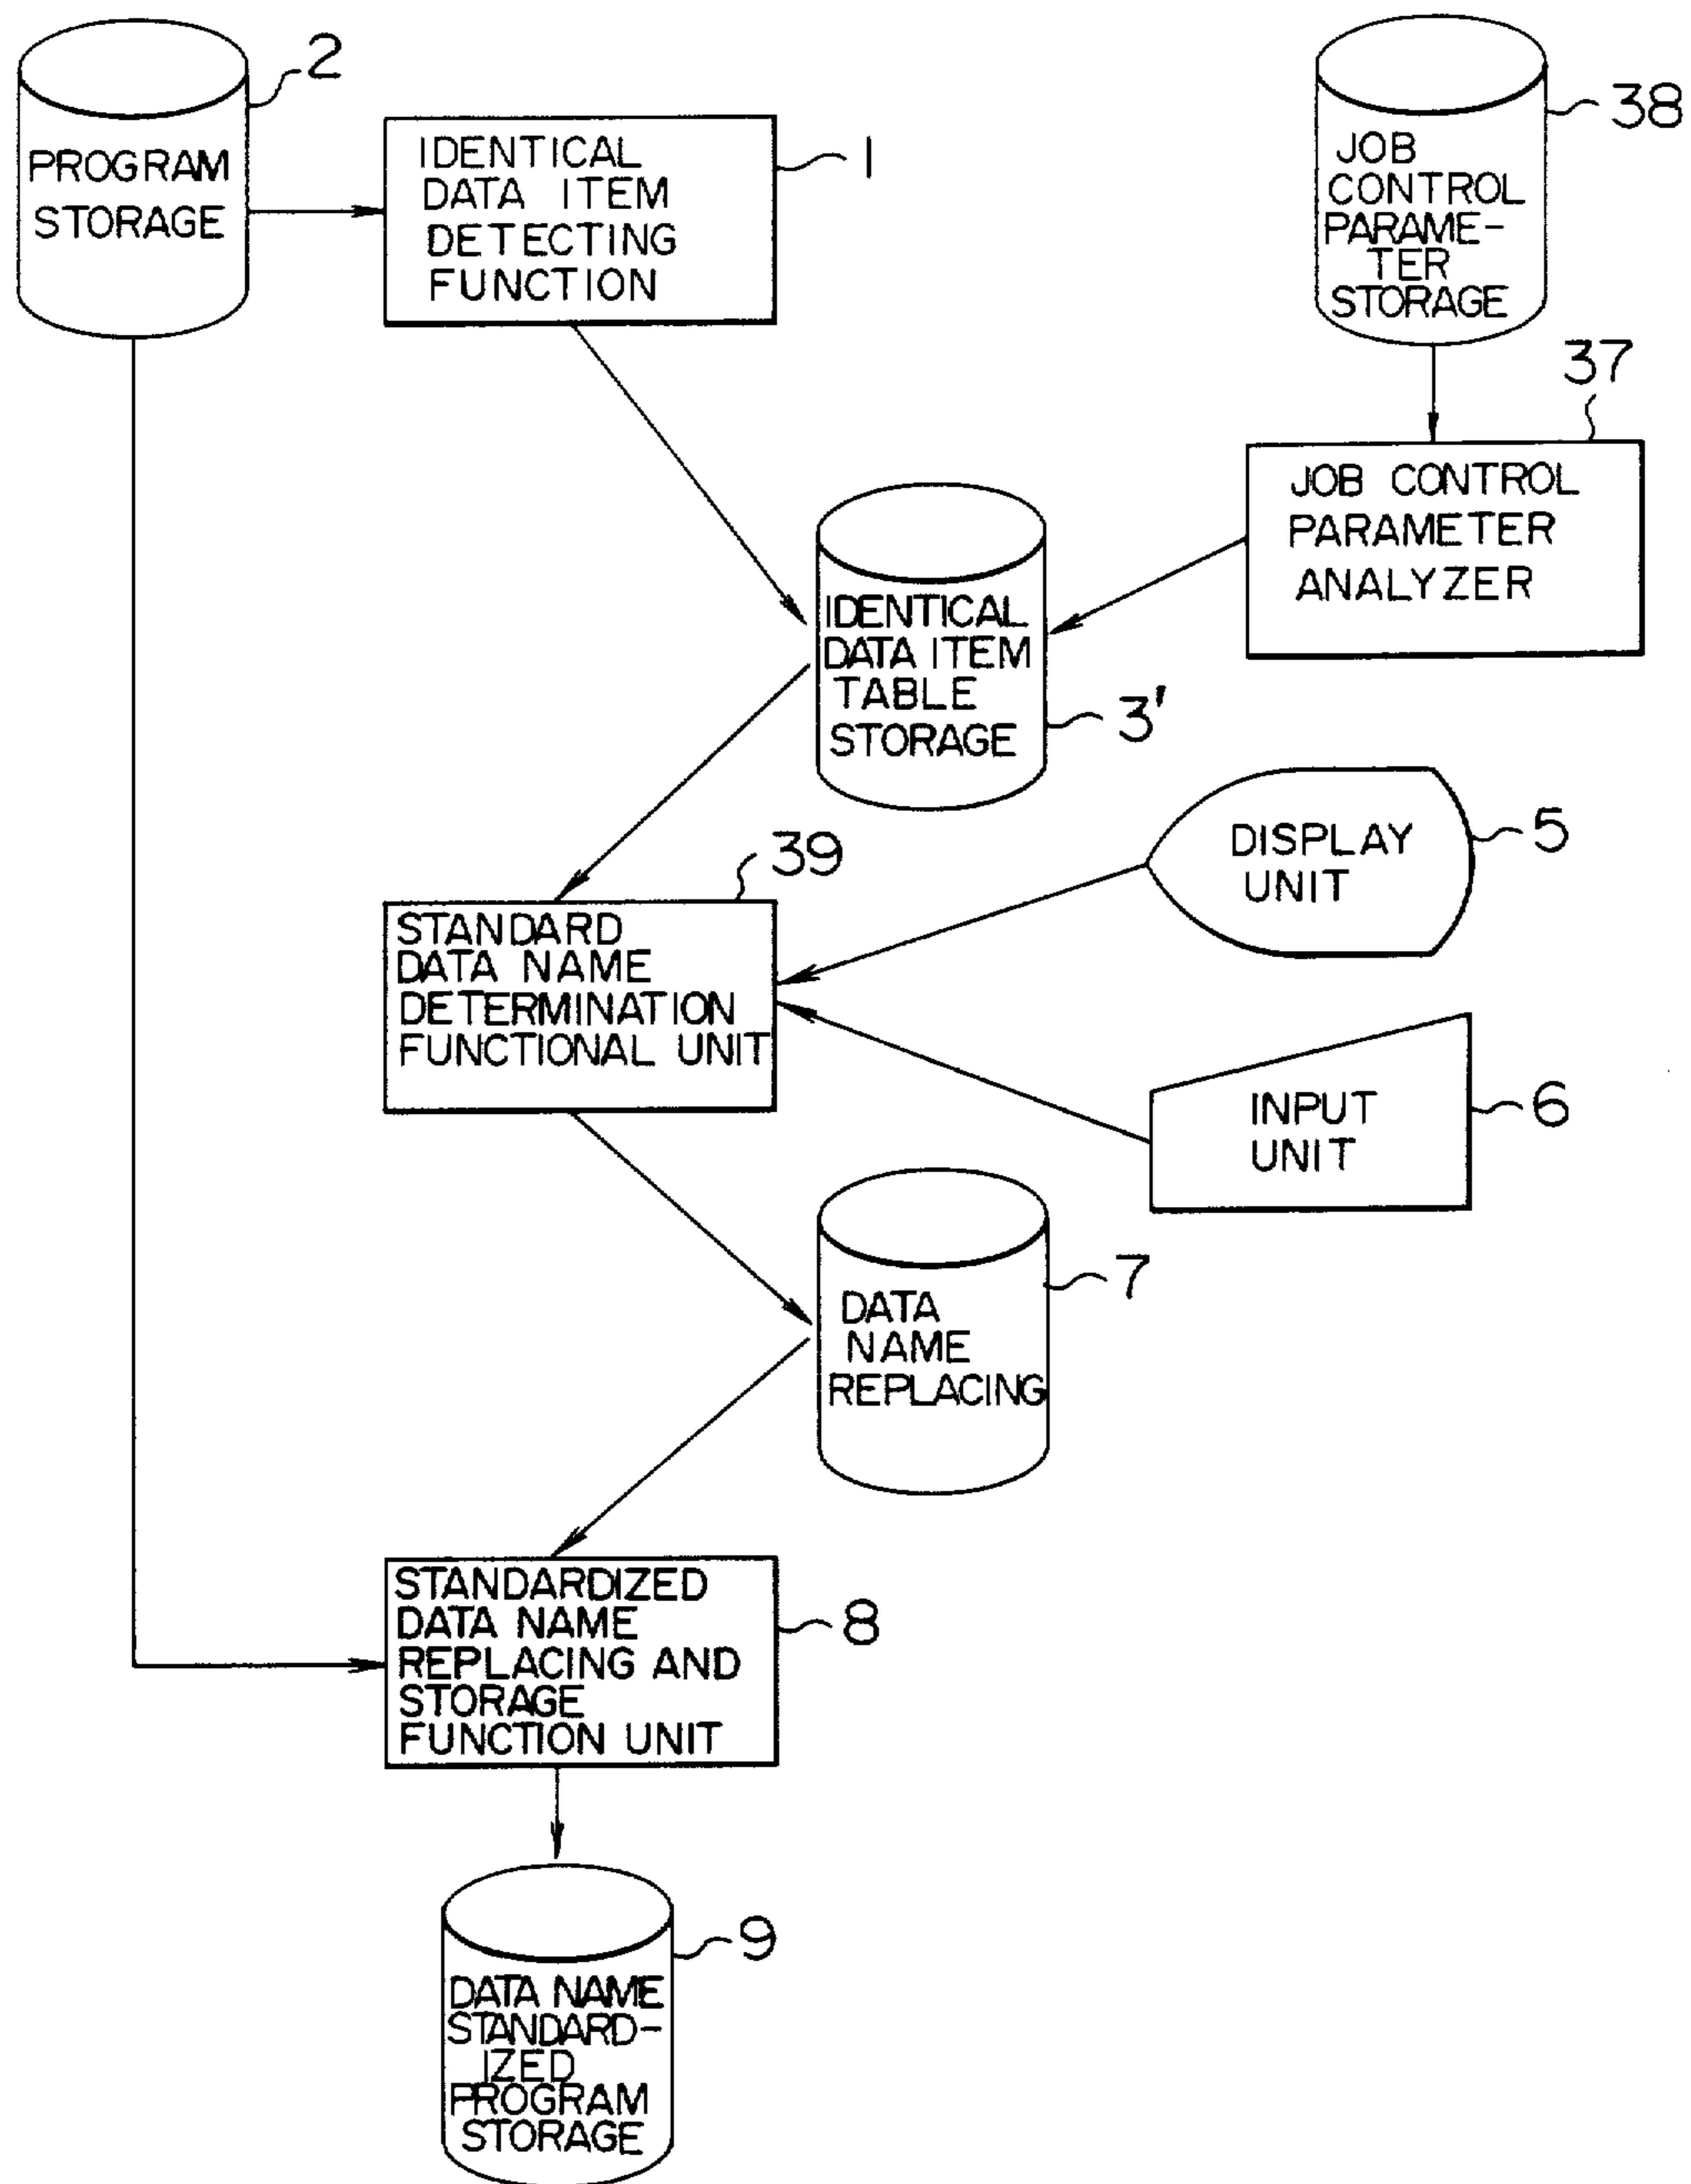 2
PROGRAM
STORAGE
IDENTICAL
DATA ITEM
DETECTING
FUNCTION
1
38
JOB
CONTROL
PARAME-
TER
STORAGE
37
JOB CONTROL
PARAMETER
ANALYZER
IDENTICAL
DATA ITEM
TABLE
STORAGE
3'
DISPLAY
UNIT
5
39
STANDARD
DATA NAME
DETERMINATION
FUNCTIONAL UNIT
INPUT
UNIT
6
7
DATA
NAME
REPLACING
STANDARDIZED
DATA NAME
REPLACING AND
STORAGE
FUNCTION UNIT
8
9
DATA NAME
STANDARD-
IZED
PROGRAM
STORAGE